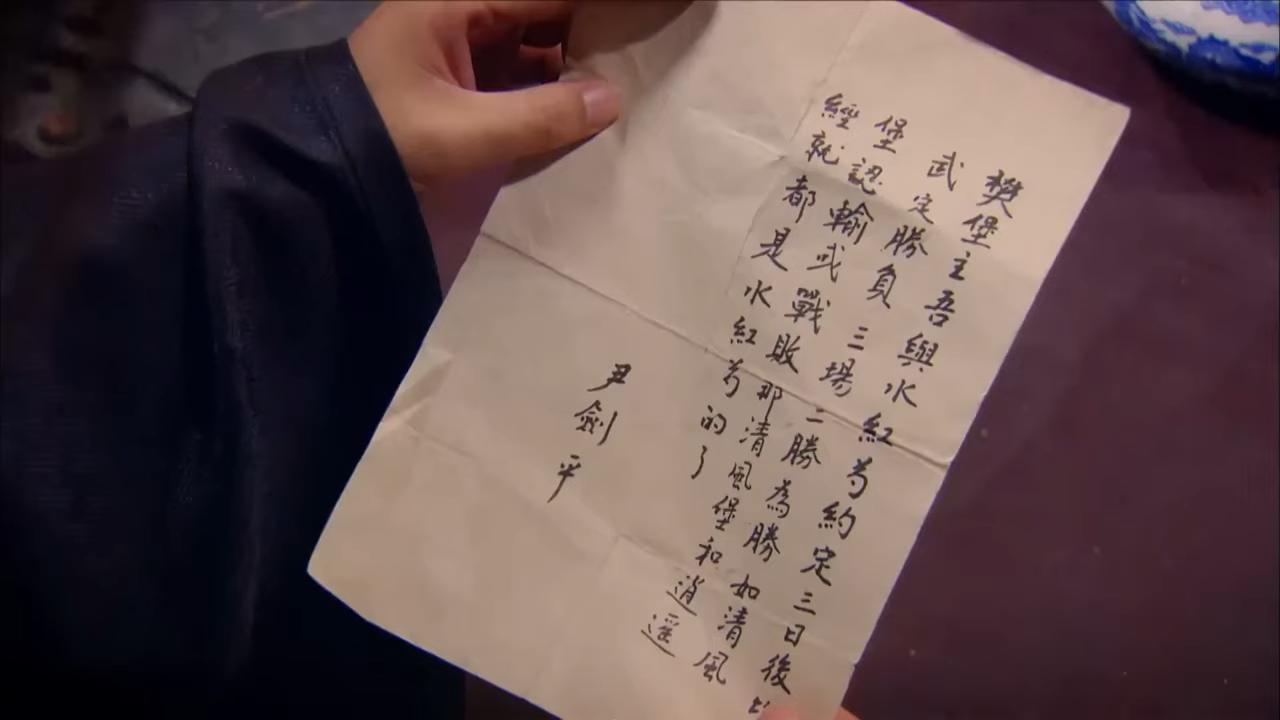 樊堡主吾與水紅芍約定三日後
武定勝負三場二勝為勝如清風
堡認輸或戰敗那清風堡和逍遥
經就都是水紅芍的了
尹劍平